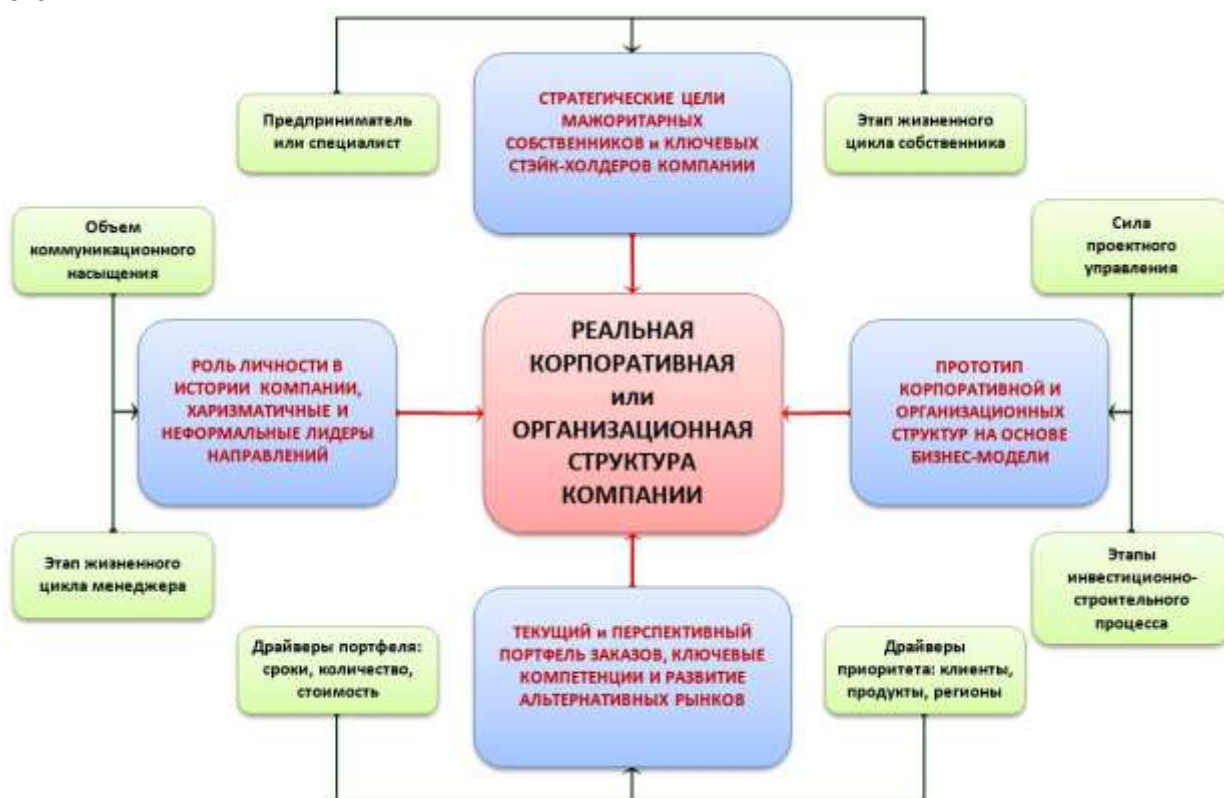 СТРАТЕГИЧЕСКИЕ ЦЕЛИ
МАЖОРИТАРНЫХ
СОБСТВЕННИКОВ и КЛЮЧЕВЫХ
СТЭЙК-ХОЛДЕРОВ КОМПАНИИ
Предприниматель
или специалист
Этап жизненного
цикла собственника
Объем
коммуникационного
насыщения
Сила
проектного
управления
РЕАЛЬНАЯ
КОРПОРАТИВНАЯ
или
ОРГАНИЗАЦИОННАЯ
СТРУКТУРА
КОМПАНИИ
РОЛЬ ЛИЧНОСТИ В
ИСТОРИИ КОМПАНИИ,
ХАРИЗМАТИЧНЫЕ И
НЕФОРМАЛЬНЫЕ ЛИДЕРЫ
НАПРАВЛЕНИЙ
ПРОТОТИП
КОРПОРАТИВНОЙ И
ОРГАНИЗАЦИОННЫХ
СТРУКТУР НА ОСНОВЕ
БИЗНЕС-МОДЕЛИ
Этап жизненного
цикла менеджера
Этапы
инвестиционно-
строительного
процесса
Драйверы портфеля:
сроки, количество,
стоимость
ТЕКУЩИЙ и ПЕРСПЕКТИВНЫЙ
ПОРТФЕЛЬ ЗАКАЗОВ, КЛЮЧЕВЫЕ
КОМПЕТЕНЦИИ И РАЗВИТИЕ
АЛЬТЕРНАТИВНЫХ РЫНКОВ
Драйверы
приоритета: клиенты,
продукты, регионы